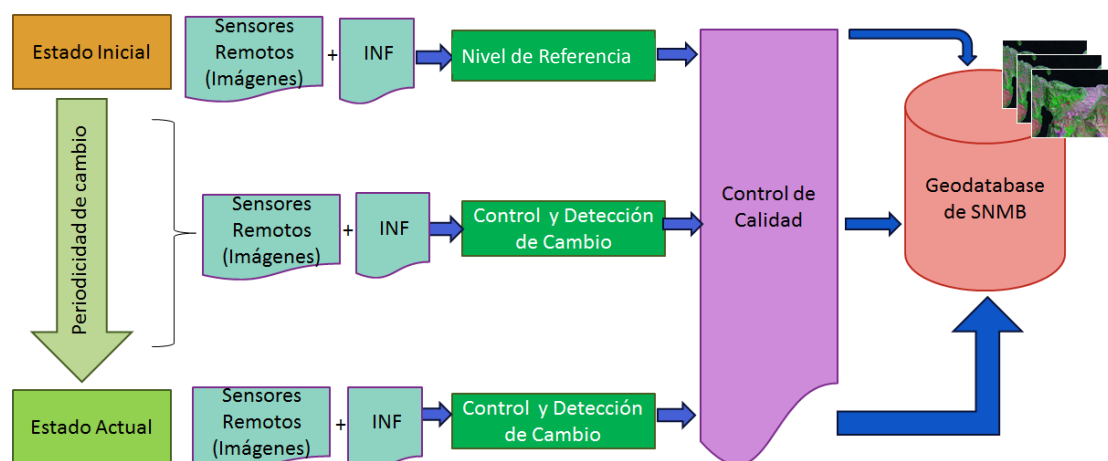 Estado Inicial
Sensores
Remotos
(Imágenes)
+
INF
Nivel de Referencia
Periodicidad de cambio
Sensores
Remotos
(Imágenes)
+
INF
Control y Detección
de Cambio
Control de
Calidad
Geodatabase
de SNMB
Estado Actual
Sensores
Remotos
(Imágenes)
+
INF
Control y Detección
de Cambio